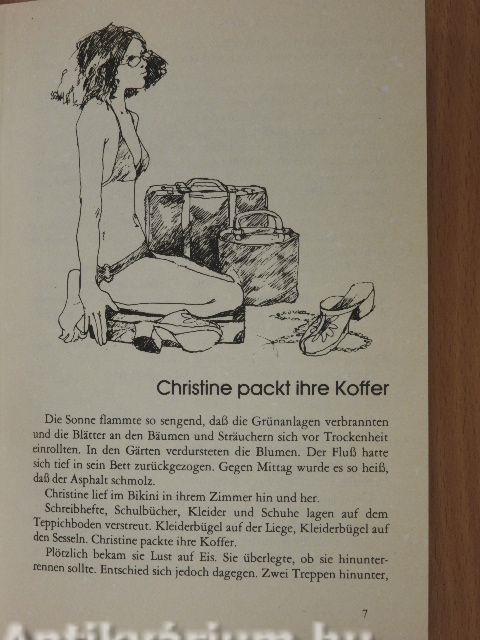 Christine packt ihre Koffer
Die Sonne flammte so sengend, daß die Grünanlagen verbrannten
und die Blätter an den Bäumen und Sträuchern sich vor Trockenheit
einrollten. In den Gärten verdursteten die Blumen. Der Fluß hatte
sich tief in sein Bett zurückgezogen. Gegen Mittag wurde es so heiß,
daß der Asphalt schmolz.
Christine lief im Bikini in ihrem Zimmer hin und her.
Schreibhefte, Schulbücher, Kleider und Schuhe lagen auf dem
Teppichboden verstreut. Kleiderbügel auf der Liege, Kleiderbügel auf
den Sesseln. Christine packte ihre Koffer.
Plötzlich bekam sie Lust auf Eis. Sie überlegte, ob sie hinunter-
rennen sollte. Entschied sich jedoch dagegen. Zwei Treppen hinunter,
7
Antikvárium.hu